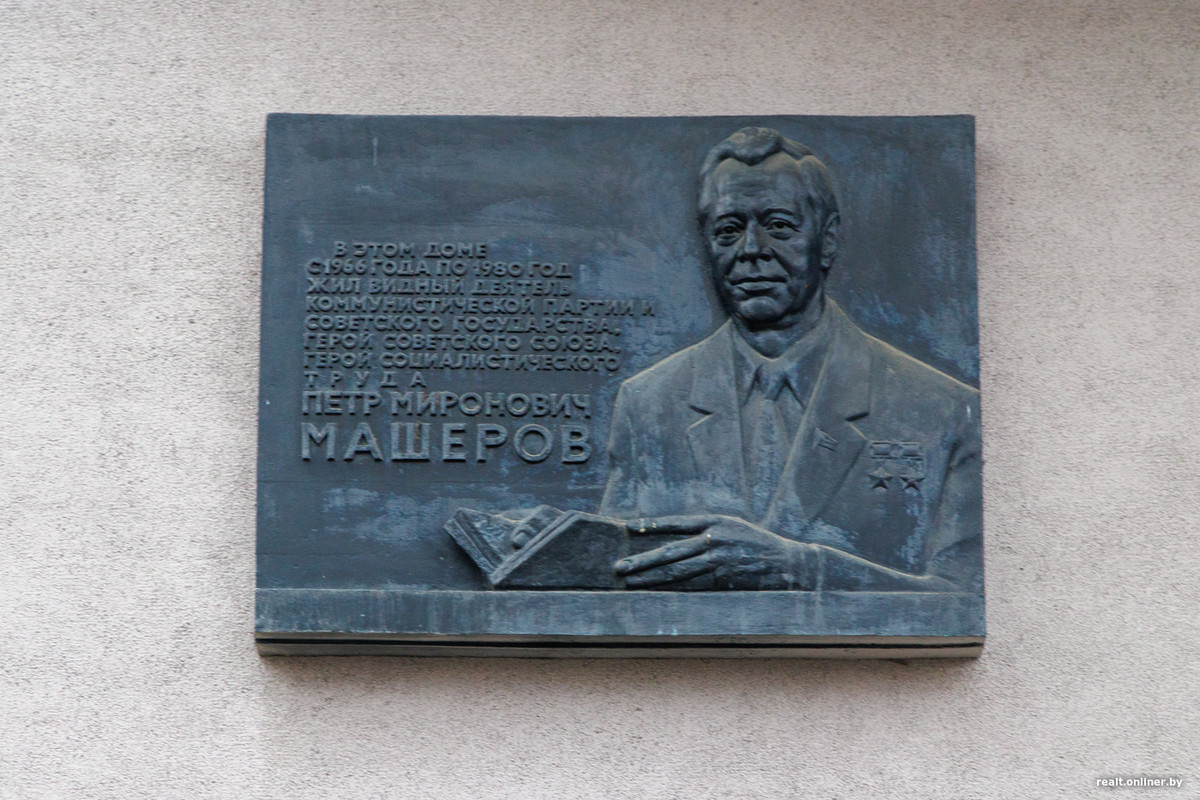 В ЭТОМ ДОМЕ
С 1966 ГОДА ПО 1980 ГОД
ЖИЛ ВИДНЫЙ ДЕЯТЕЛЬ
КОММУНИСТИЧЕСКОЙ ПАРТИИ И
СОВЕТСКОГО ГОСУДАРСТВА,
ГЕРОЙ СОВЕТСКОГО СОЮЗА,
ГЕРОЙ СОЦИАЛИСТИЧЕСКОГО
ТРУДА
ПЕТР МИРОНОВИЧ
МАШЕРОВ
realt.onliner.by